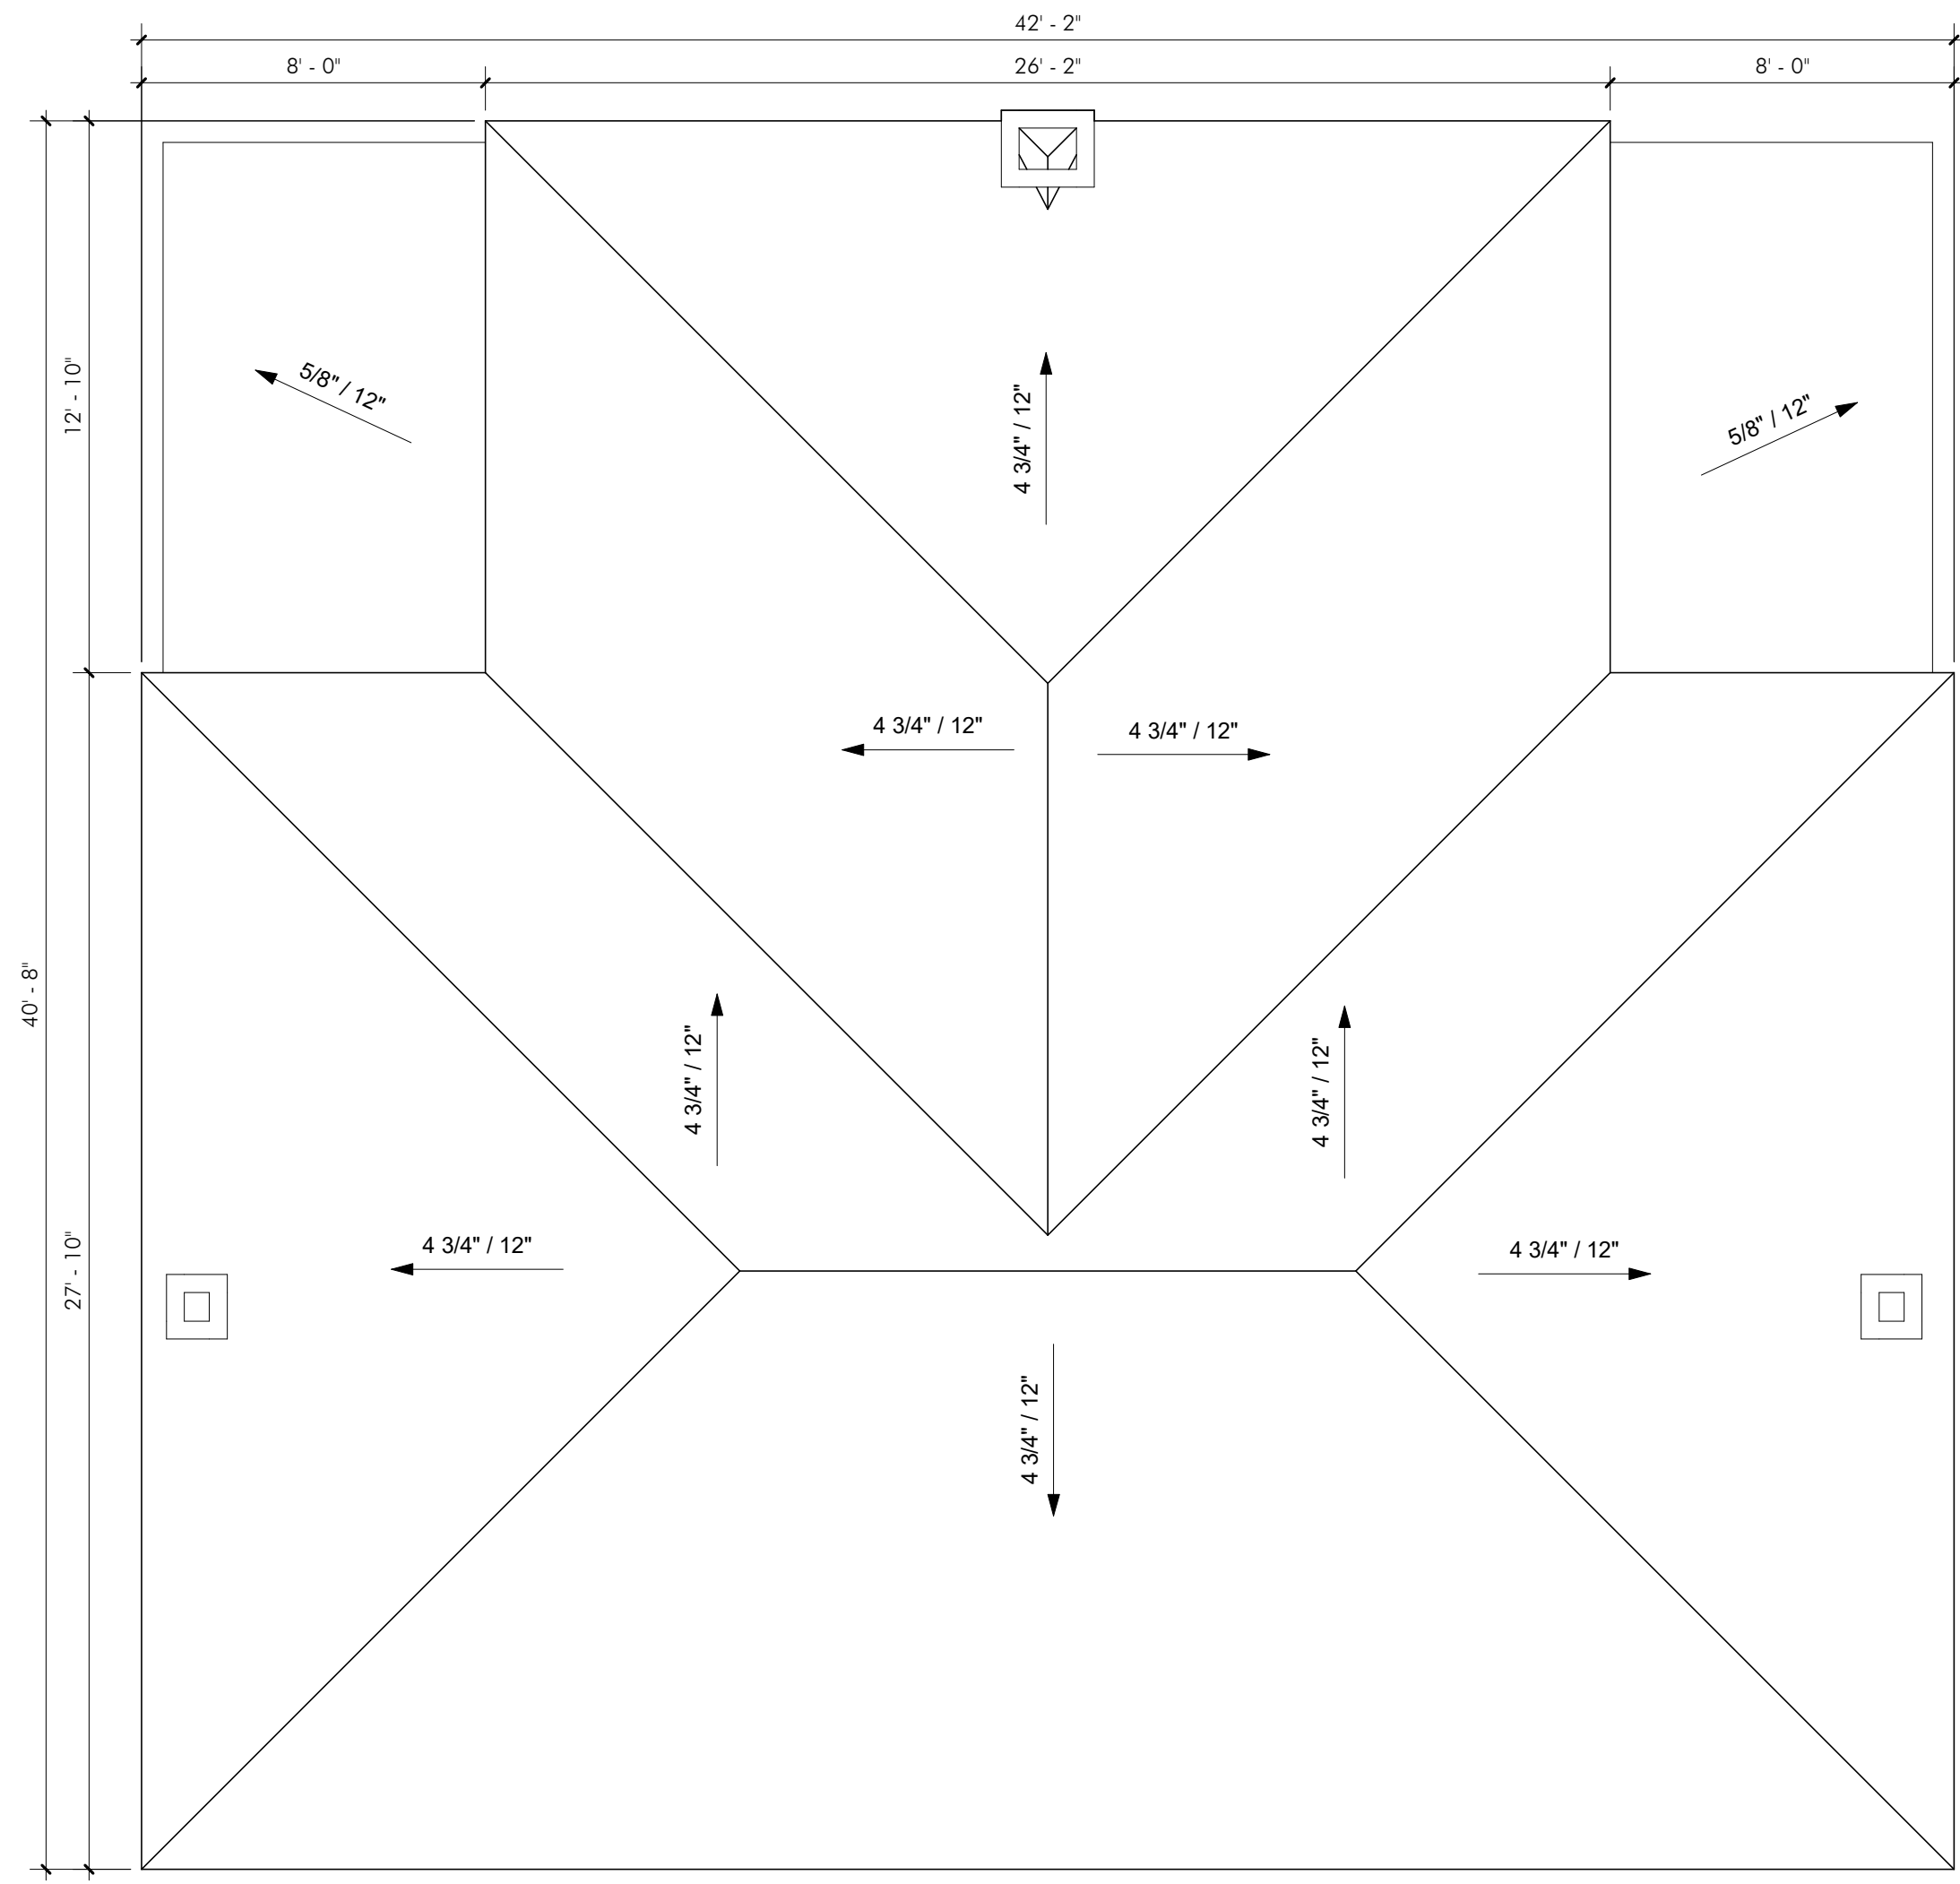 42' - 2"
8' - 0"
26' - 2"
8' - 0"
12' - 10"
5/8" / 12"
4 3/4" / 12"
5/8" / 12"
4 3/4" / 12"
4 3/4" / 12"
40' - 8"
4 3/4" / 12"
4 3/4" / 12"
27' - 10"
4 3/4" / 12"
4 3/4" / 12"
4 3/4" / 12"